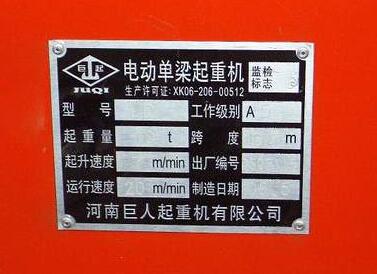 巨起 电动单梁起重机 监检
JUQI 生产许可证:XK06-206-00512 标志
型号 工作级别 A
起重量 t 跨度 m
起升速度 m/min 出厂编号
运行速度 20 m/min 制造日期
河南巨人起重机有限公司